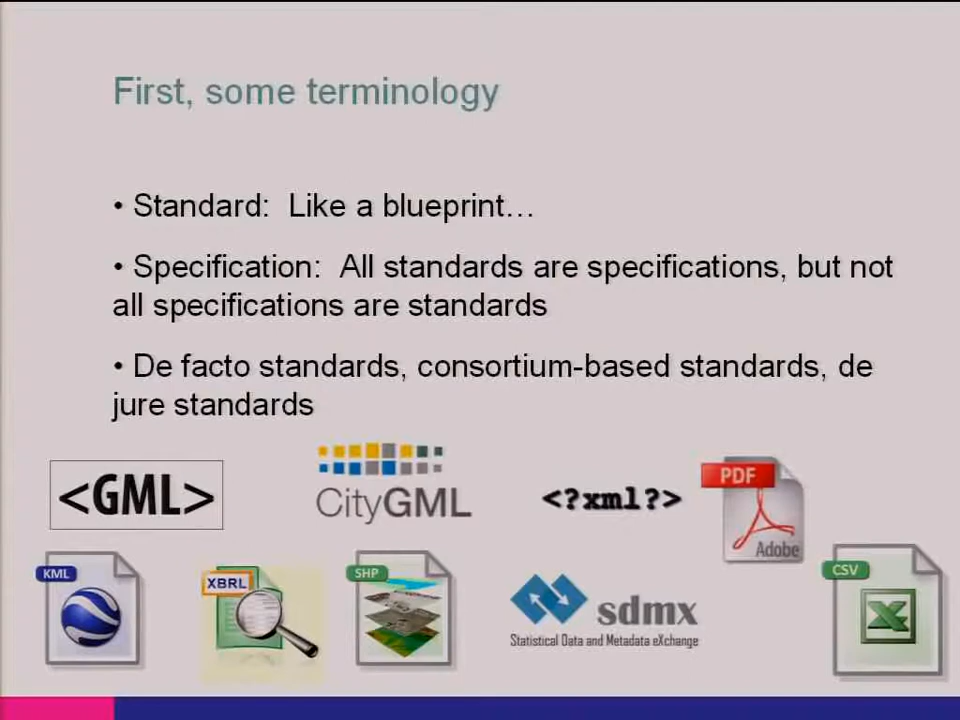 First, some terminology
• Standard: Like a blueprint…
• Specification: All standards are specifications, but not
all specifications are standards
• De facto standards, consortium-based standards, de
jure standards
<GML>
CityGML
<?xml?>
PDF
Adobe
KML
XBRL
SHP
sdmx
Statistical Data and Metadata eXchange
CSV